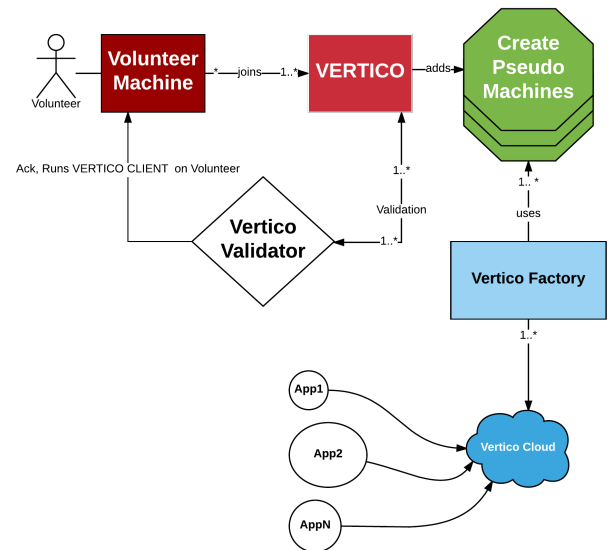 Volunteer
Volunteer
Machine
* joins 1..*
VERTICO
adds
Create
Pseudo
Machines
Ack, Runs VERTICO CLIENT on Volunteer
1..*
Validation
1..*
Vertico
Validator
1.. *
uses
Vertico Factory
1..*
App1
App2
AppN
Vertico Cloud